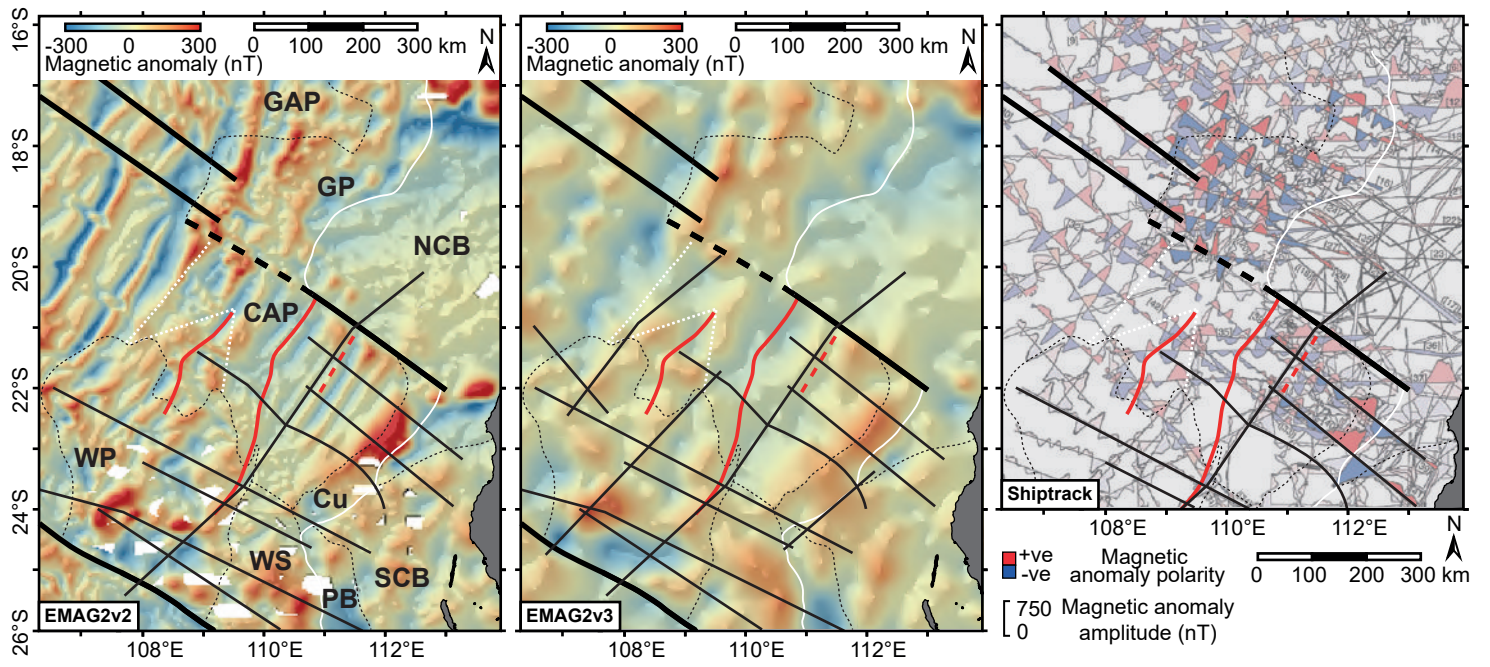 -300 0 300
Magnetic anomaly (nT)
0 100 200 300 km
N
16°S
18°S
20°S
22°S
24°S
26°S
GAP
GP
NCB
CAP
WP
Cu
WS
SCB
PB
EMAG2v2
108°E 110°E 112°E
-300 0 300
Magnetic anomaly (nT)
0 100 200 300 km
N
EMAG2v3
108°E 110°E 112°E
Shiptrack
108°E 110°E 112°E
+ve
-ve
Magnetic
anomaly polarity
0 100 200 300 km
N
750
0
Magnetic anomaly
amplitude (nT)